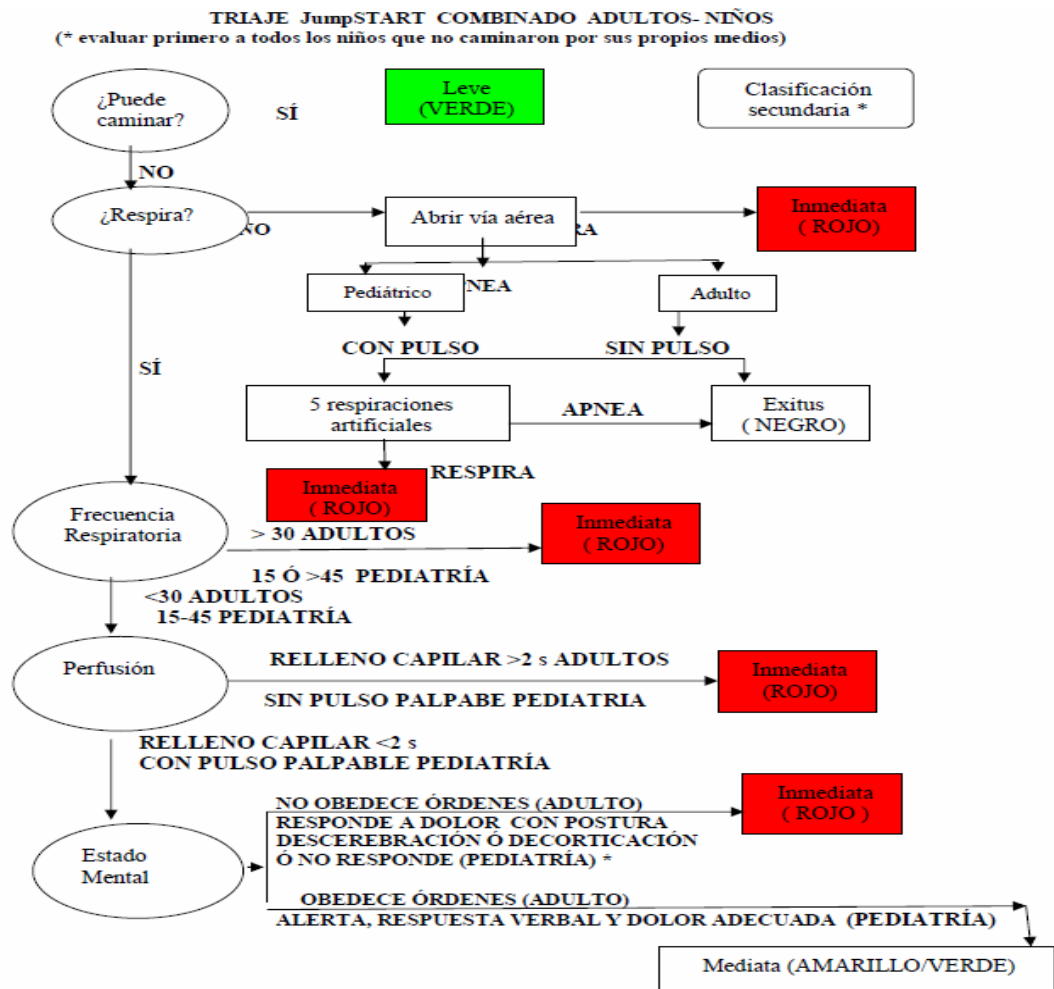 TRIAJE JumpSTART COMBINADO ADULTOS- NIÑOS
(* evaluar primero a todos los niños que no caminaron por sus propios medios)
¿Puede
caminar?
SÍ
Leve
(VERDE)
Clasificación
secundaria *
NO
¿Respira?
NO
Abrir vía aérea
RA
Inmediata
( ROJO)
Pediátrico
NEA
Adulto
CON PULSO
SIN PULSO
SÍ
5 respiraciones
artificiales
APNEA
Exitus
( NEGRO)
RESPIRA
Inmediata
( ROJO)
Frecuencia
Respiratoria
> 30 ADULTOS
Inmediata
( ROJO)
15 Ó >45 PEDIATRÍA
<30 ADULTOS
15-45 PEDIATRÍA
Perfusión
RELLENO CAPILAR >2 s ADULTOS
SIN PULSO PALPABE PEDIATRIA
Inmediata
(ROJO)
RELLENO CAPILAR <2 s
CON PULSO PALPABLE PEDIATRÍA
Estado
Mental
NO OBEDECE ÓRDENES (ADULTO)
RESPONDE A DOLOR CON POSTURA
DESCEREBRACIÓN Ó DECORTICACIÓN
Ó NO RESPONDE (PEDIATRÍA) *
Inmediata
( ROJO )
OBEDECE ÓRDENES (ADULTO)
ALERTA, RESPUESTA VERBAL Y DOLOR ADECUADA (PEDIATRÍA)
Mediata (AMARILLO/VERDE)